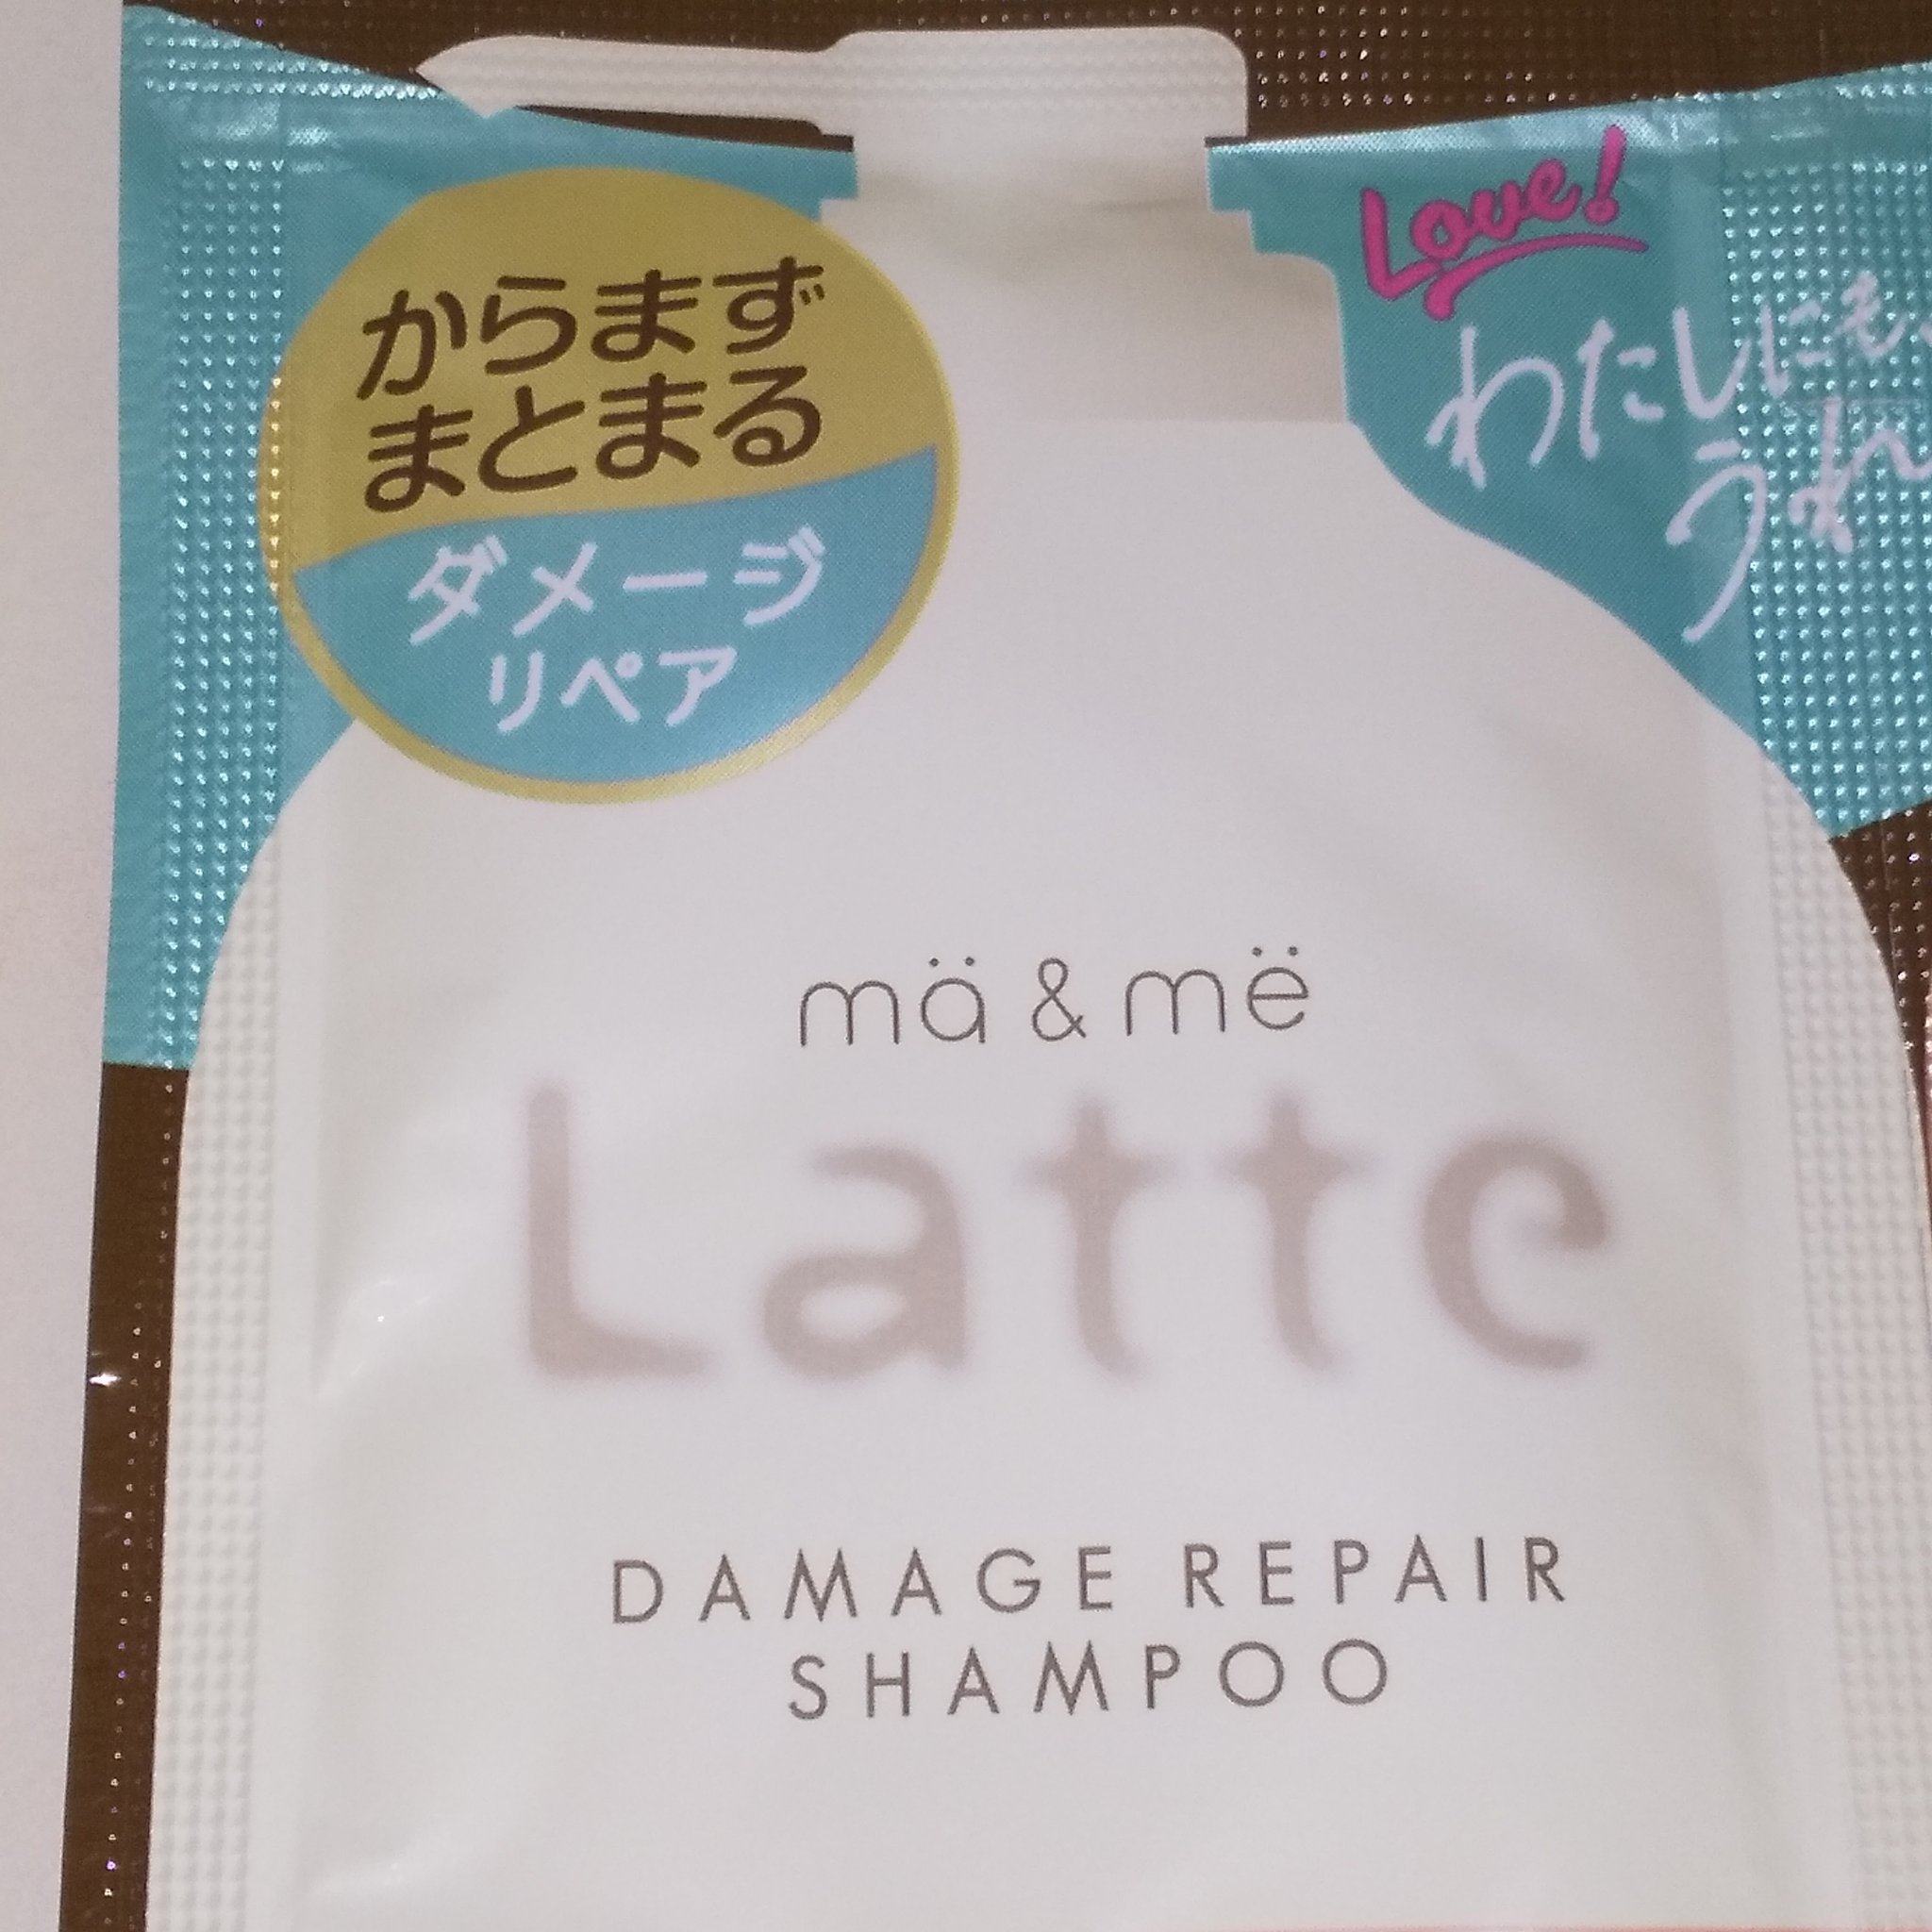 からまず
まとまる
ダメージ
リペア
Love!
わたしにも
mä & më
Latte
DAMAGE REPAIR
SHAMPOO